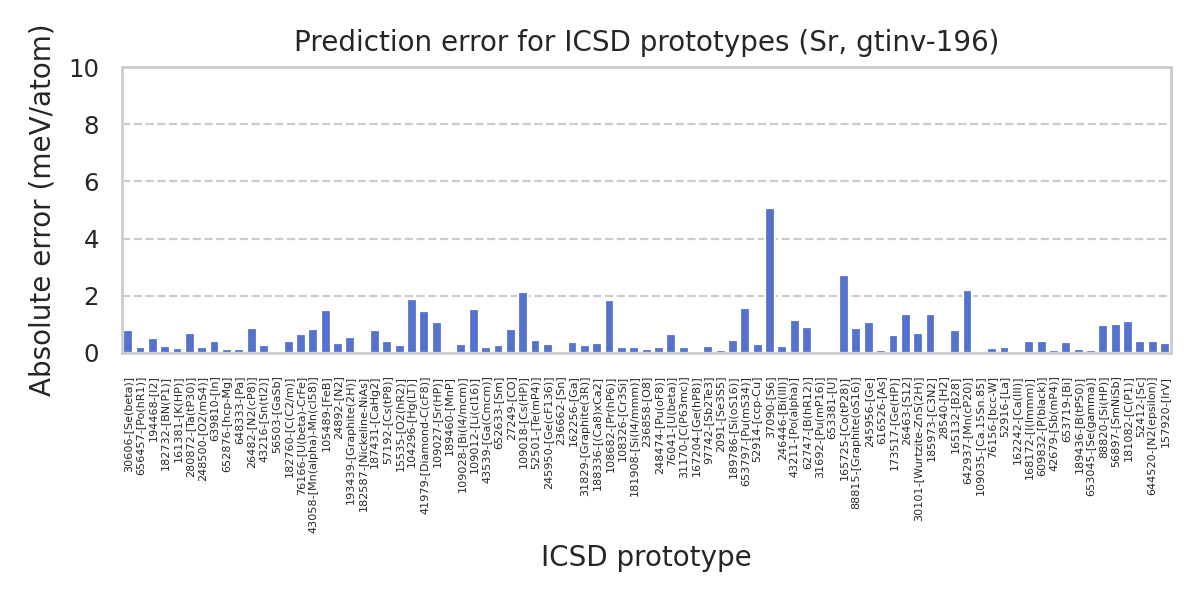 Prediction error for ICSD prototypes (Sr, gtinv-196)
Absolute error (meV/atom)
10
8
6
4
2
0
30606-[Se(beta)]
656457-[Po(hR1)]
194468-[I2]
182732-[BN(P1)]
161381-[K(HP)]
280872-[Ta(tP30)]
248500-[O2(mS4)]
639810-[In]
652876-[hcp-Mg]
648333-[Pa]
26482-[N2(cP8)]
43216-[Sn(tI2)]
56503-[GaSb]
182760-[C(C2/m)]
76166-[U(beta)-CrFe]
43058-[Mn(alpha)-Mn(cI58)]
105489-[FeB]
24892-[N2]
193439-[Graphite(2H)]
182587-[Nickeline-NiAs]
187431-[CaHg2]
57192-[Cs(tP8)]
15535-[O2(hR2)]
104296-[Hg(LT)]
41979-[Diamond-C(cF8)]
109027-[Sr(HP)]
189460-[MnP]
109028-[Bi(I4/mcm)]
109012-[Li(cI16)]
43539-[Ga(Cmcm)]
652633-[Sm]
27249-[CO]
109018-[Cs(HP)]
52501-[Te(mP4)]
245950-[Ge(cF136)]
236662-[Sn]
162256-[Ga]
31829-[Graphite(3R)]
188336-[(Ca8)xCa2]
108682-[Pr(hP6)]
108326-[Cr3Si]
181908-[Si(I4/mmm)]
236858-[O8]
248474-[Pu(oF8)]
76041-[U(beta)]
31170-[C(P63mc)]
167204-[Ge(hP8)]
97742-[Sb2Te3]
2091-[Se3S5]
189786-[Si(oS16)]
653797-[Pu(mS34)]
52914-[ccp-Cu]
37090-[S6]
246446-[Bi(III)]
43211-[Po(alpha)]
62747-[B(hR12)]
31692-[Pu(mP16)]
653381-[U]
165725-[Co(tP28)]
88815-[Graphite(oS16)]
245956-[Ge]
616526-[As]
173517-[Ge(HP)]
264063-[S12]
30101-[Wurtzite-ZnS(2H)]
185973-[C3N2]
28540-[H2]
165132-[B28]
642937-[Mn(cP20)]
109035-[Ca.15Sn.85]
76156-[bcc-W]
52916-[La]
162242-[Ca(III)]
168172-[I(Immm)]
609832-[P(black)]
42679-[Sb(mP4)]
653719-[Bi]
189436-[B(tP50)]
653045-[Se(gamma)]
88820-[Si(HP)]
56897-[SmNiSb]
181082-[C(P1)]
52412-[Sc]
644520-[N2(epsilon)]
157920-[IrV]
ICSD prototype